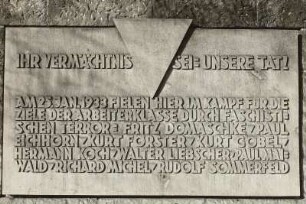 IHR VERMÄCHTNIS SEI: UNSERE TAT!
AM 25.JAN.1933 FIELEN HIER IM KAMPF FÜR DIE
ZIELE DER ARBEITERKLASSE DURCH FASCHISTI-
SCHEN TERROR: FRITZ DOMASCHKE PAUL
EICHHORN KURT FÖRSTER KURT GÖBEL
HERMANN KOCH WALTER LIEBSCHER PAUL MAI-
WALD RICHARD MICHEL RUDOLF SOMMERFELD